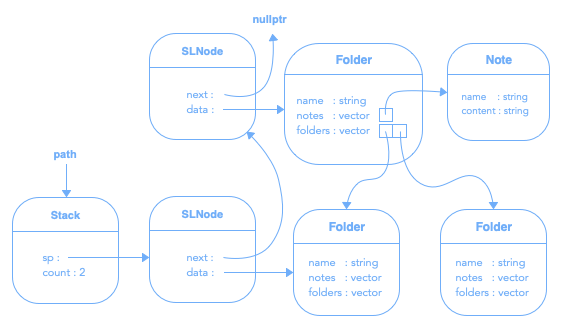 nullptr
SLNode
next :
data :
Folder
name : string
notes : vector
folders : vector
Note
name : string
content : string
path
Stack
sp :
count : 2
SLNode
next :
data :
Folder
name : string
notes : vector
folders : vector
Folder
name : string
notes : vector
folders : vector